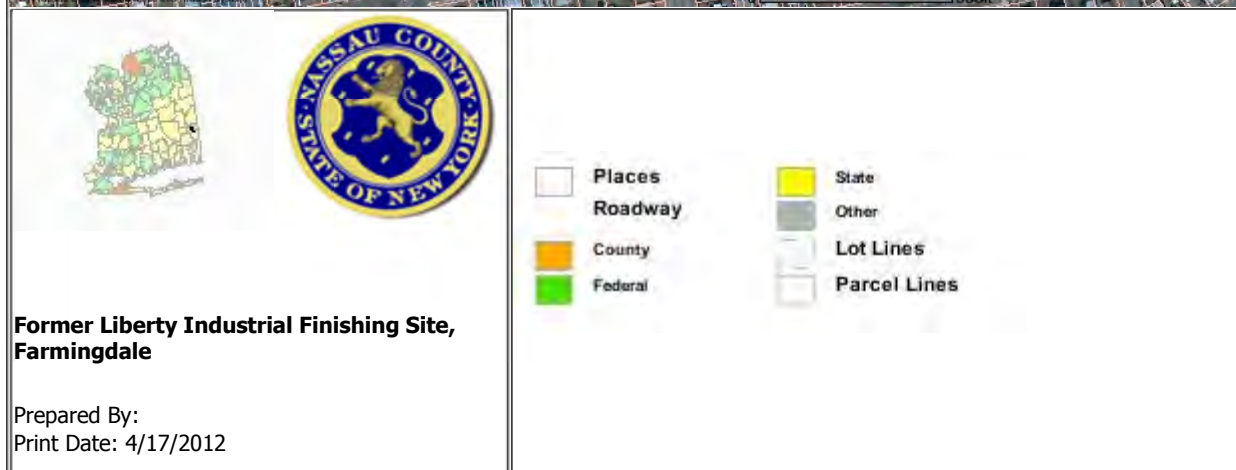 NASSAU COUNTY · STATE OF NEW YORK
Former Liberty Industrial Finishing Site,
Farmingdale
Prepared By:
Print Date: 4/17/2012
Places
Roadway
County
Federal
State
Other
Lot Lines
Parcel Lines